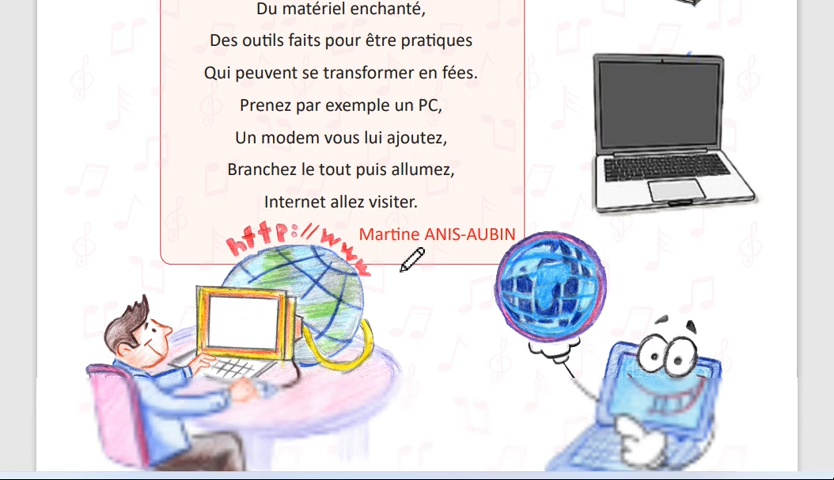 Du matériel enchanté,
Des outils faits pour être pratiques
Qui peuvent se transformer en fées.
Prenez par exemple un PC,
Un modem vous lui ajoutez,
Branchez le tout puis allumez,
Internet allez visiter.
Martine ANIS-AUBIN
http://www